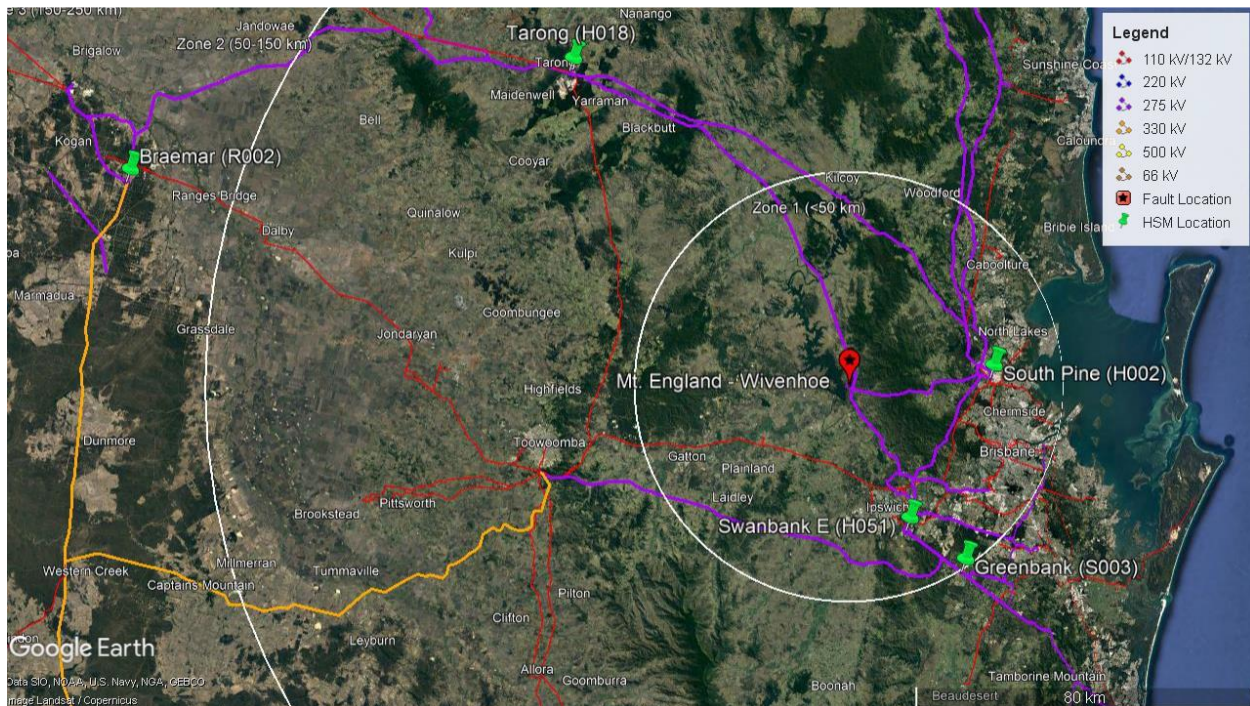 e 3 (150-250 km)
Jandowae
Nanango
Brigalow
Zone 2 (50-150 km)
Tarong (H018)
Tarong
Maidenwell
Yarraman
Bell
Blackbutt
Kogan
Braemar (R002)
Cooyar
Ranges Bridge
Kilcoy
Woodford
Quinalow
Zone 1 (<50 km)
Bribie Island
Dalby
Kulpi
Caboolture
Marmadua
Goombungee
Grassdale
Jondaryan
North Lakes
Mt. England - Wivenhoe
South Pine (H002)
Highfields
Chermside
Dunmore
Toowoomba
Gatton
Brisbane
Plainland
Pittsworth
Laidley
Brookstead
Ipswich
Swanbank E (H051)
Millmerran
Greenbank (S003)
Western Creek
Captains Mountain
Tummaville
Pilton
Clifton
Leyburn
Google Earth
Allora
Goomburra
Boonah
Tamborine Mountain
Beaudesert
80 km
Data SIO, NOAA, U.S. Navy, NGA, GEBCO
Image Landsat / Copernicus
Sunshine Coa
Caloundra
Legend
110 kV/132 kV
220 kV
275 kV
330 kV
500 kV
66 kV
Fault Location
HSM Location